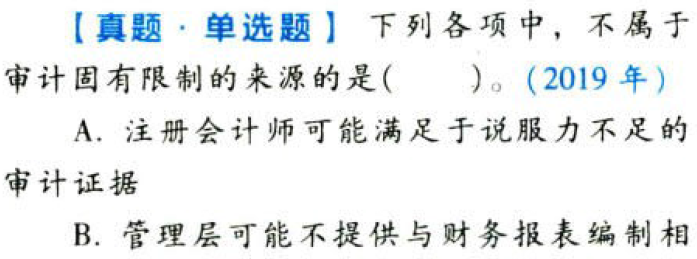 【真题·单选题】 下列各项中，不属于
审计固有限制的来源的是(　　)。(2019 年)
A. 注册会计师可能满足于说服力不足的
审计证据
B. 管理层可能不提供与财务报表编制相